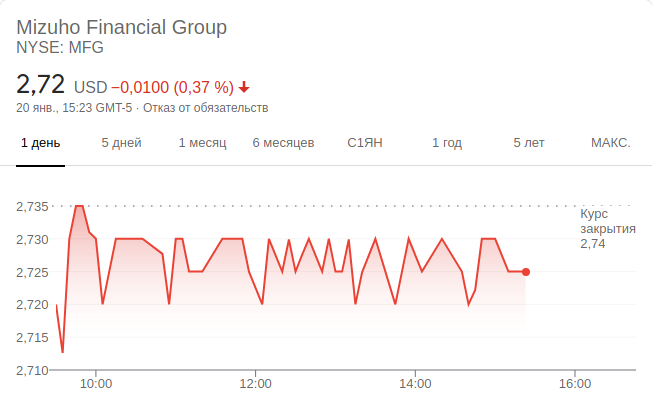 Mizuho Financial Group
NYSE: MFG
2,72 USD −0,0100 (0,37 %)
20 янв., 15:23 GMT-5 · Отказ от обязательств
1 день 5 дней 1 месяц 6 месяцев С1ЯН 1 год 5 лет МАКС.
2,735
Курс
закрытия
2,74
2,730
2,725
2,720
2,715
2,710
10:00 12:00 14:00 16:00